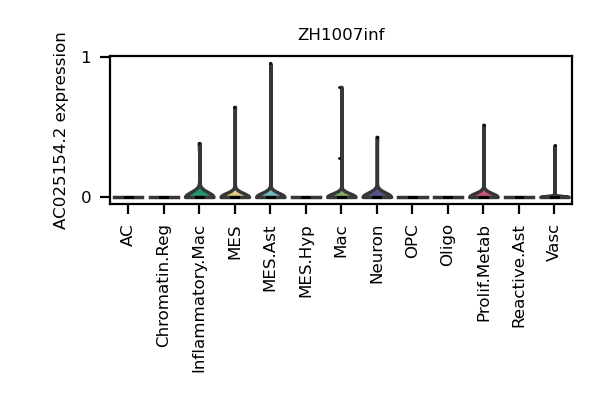 ZH1007inf
AC025154.2 expression
1
0
AC
Chromatin.Reg
Inflammatory.Mac
MES
MES.Ast
MES.Hyp
Mac
Neuron
OPC
Oligo
Prolif.Metab
Reactive.Ast
Vasc